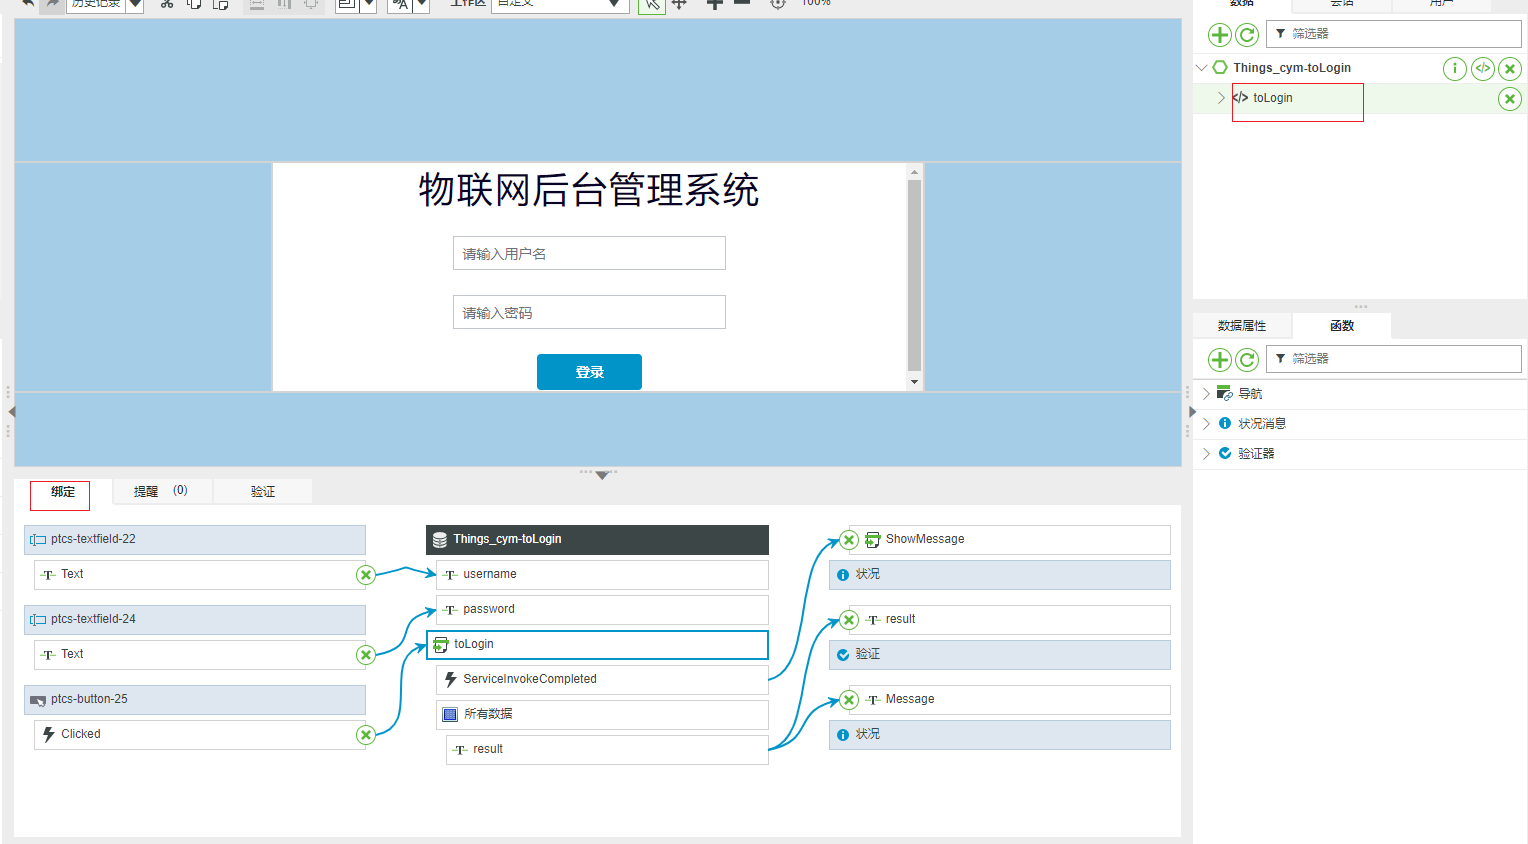 历史记录
工作区
自定义
100%
数据
会话
用户
筛选器
Things_cym-toLogin
toLogin
物联网后台管理系统
请输入用户名
请输入密码
登录
数据属性
函数
筛选器
导航
状况消息
验证器
绑定
提醒 (0)
验证
ptcs-textfield-22
Text
ptcs-textfield-24
Text
ptcs-button-25
Clicked
Things_cym-toLogin
username
password
toLogin
ServiceInvokeCompleted
所有数据
result
ShowMessage
状况
result
验证
Message
状况